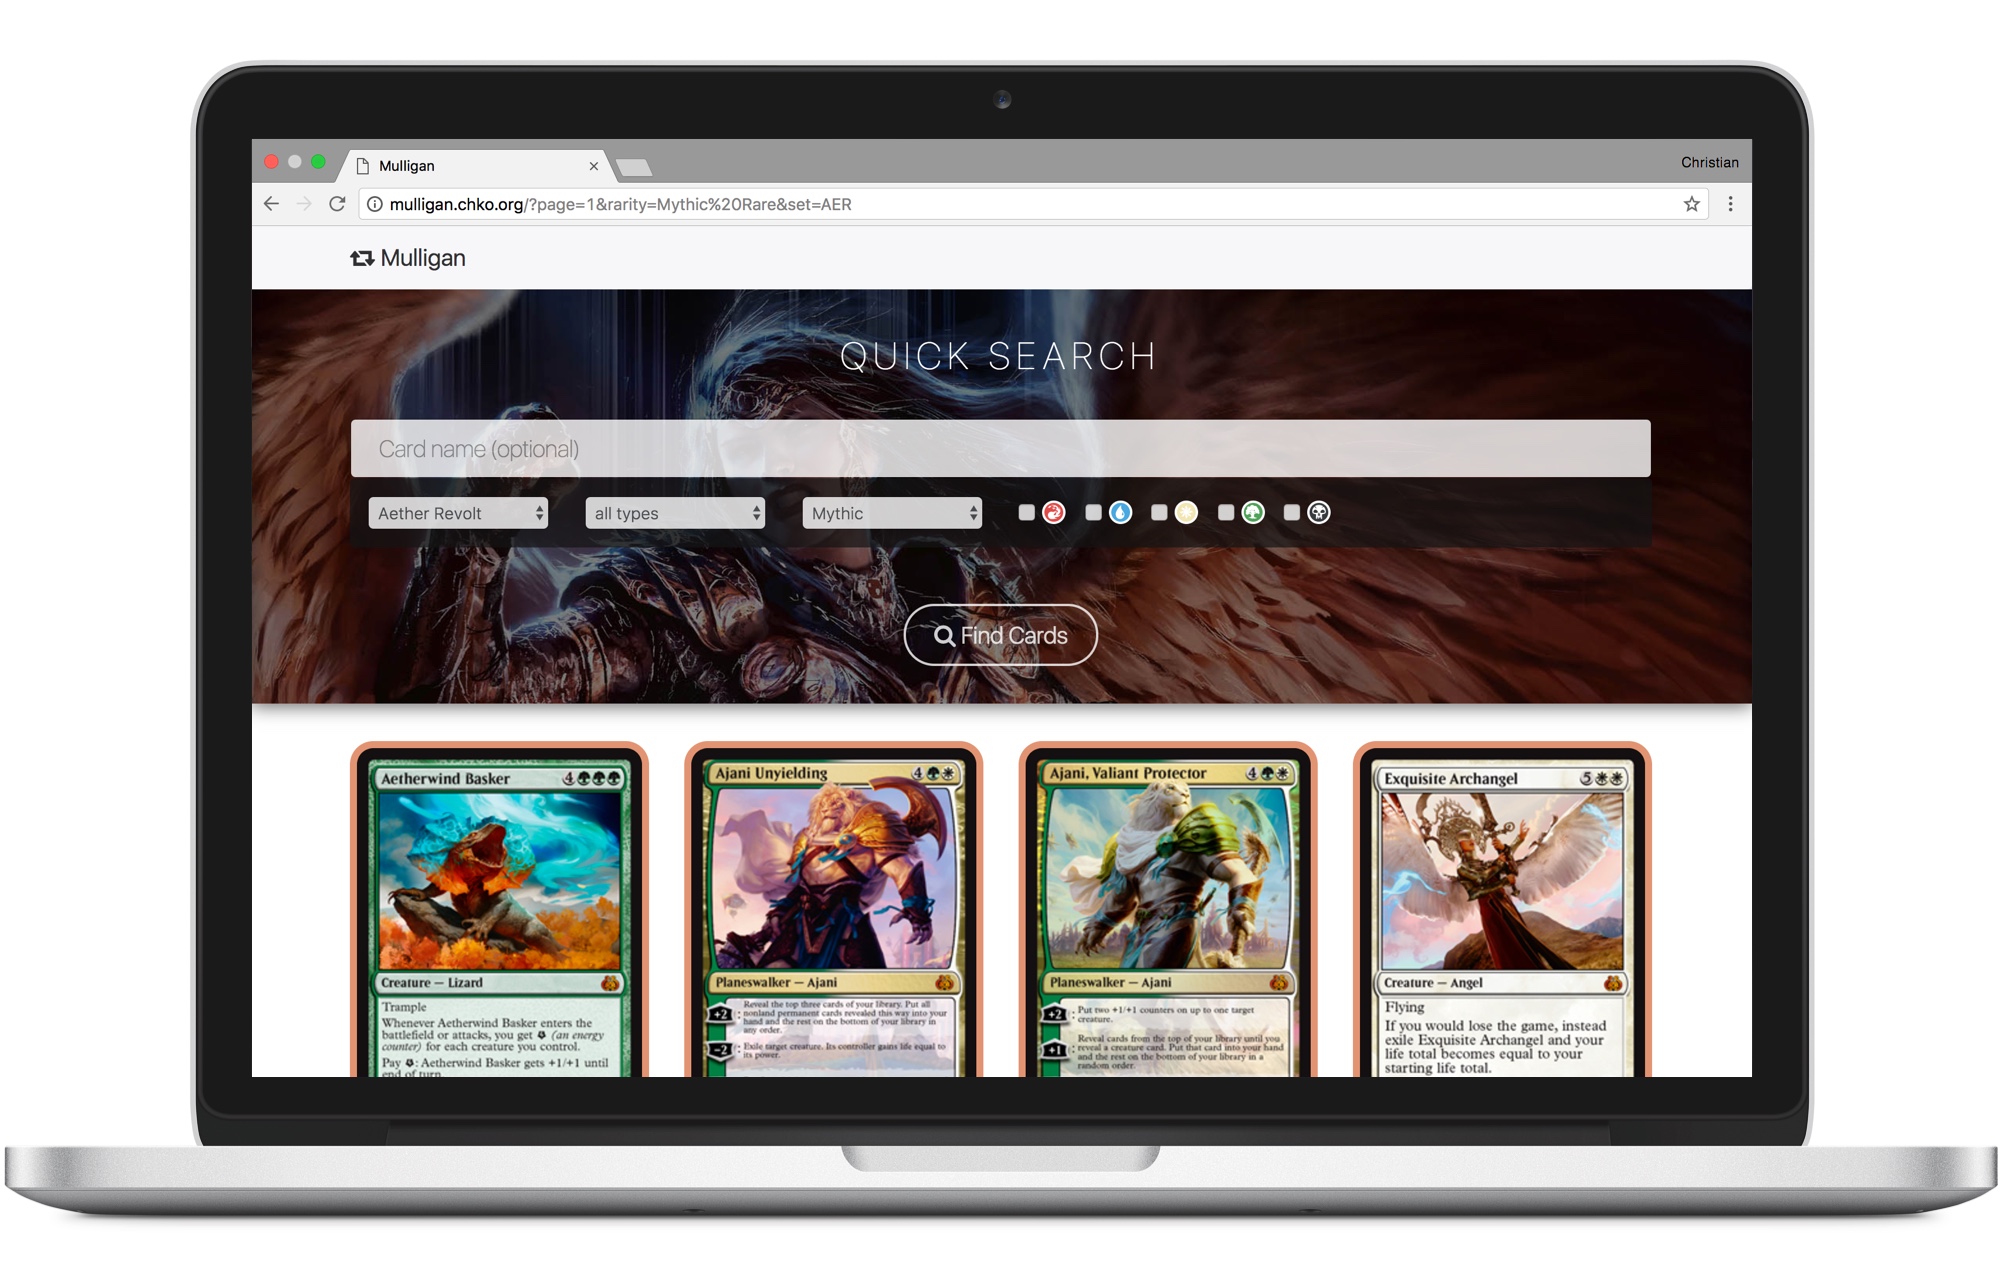 Mulligan
Christian
mulligan.chko.org/?page=1&rarity=Mythic%20Rare&set=AER
Mulligan
QUICK SEARCH
Card name (optional)
Aether Revolt
all types
Mythic
Find Cards
Aetherwind Basker 4
Creature — Lizard
Trample
Whenever Aetherwind Basker enters the
battlefield or attacks, you get (an energy
counter) for each creature you control.
Pay : Aetherwind Basker gets +1/+1 until
end of turn.
Ajani Unyielding 4
Planeswalker — Ajani
+2 : Reveal the top three cards of your library. Put all
nonland permanent cards revealed this way into your
hand and the rest on the bottom of your library in
any order.
-2 : Exile target creature. Its controller gains life equal to
its power.
Ajani, Valiant Protector 4
Planeswalker — Ajani
+2 : Put two +1/+1 counters on up to one target
creature.
+1 : Reveal cards from the top of your library until you
reveal a creature card. Put that card into your hand
and the rest on the bottom of your library in a
random order.
Exquisite Archangel 5
Creature — Angel
Flying
If you would lose the game, instead
exile Exquisite Archangel and your
life total becomes equal to your
starting life total.